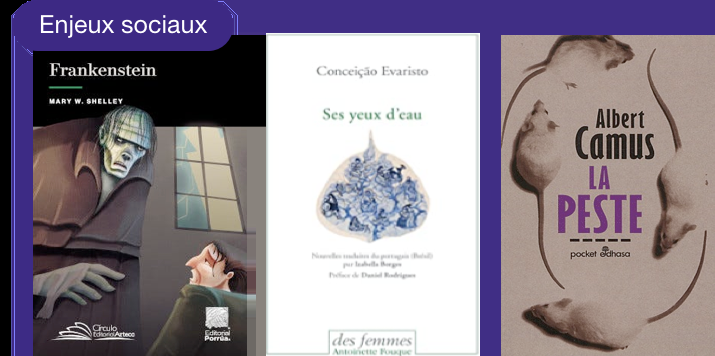 Enjeux sociaux
Frankenstein
MARY W. SHELLEY
Círculo
Editorial Azteca
Editorial
Porrúa
Conceição Evaristo
Ses yeux d'eau
Nouvelles traduites du portugais (Brésil)
par Izabella Borges
Préface de Daniel Rodrigues
des femmes
Antoinette Fouque
Albert
Camus
LA
PESTE
pocket edhasa